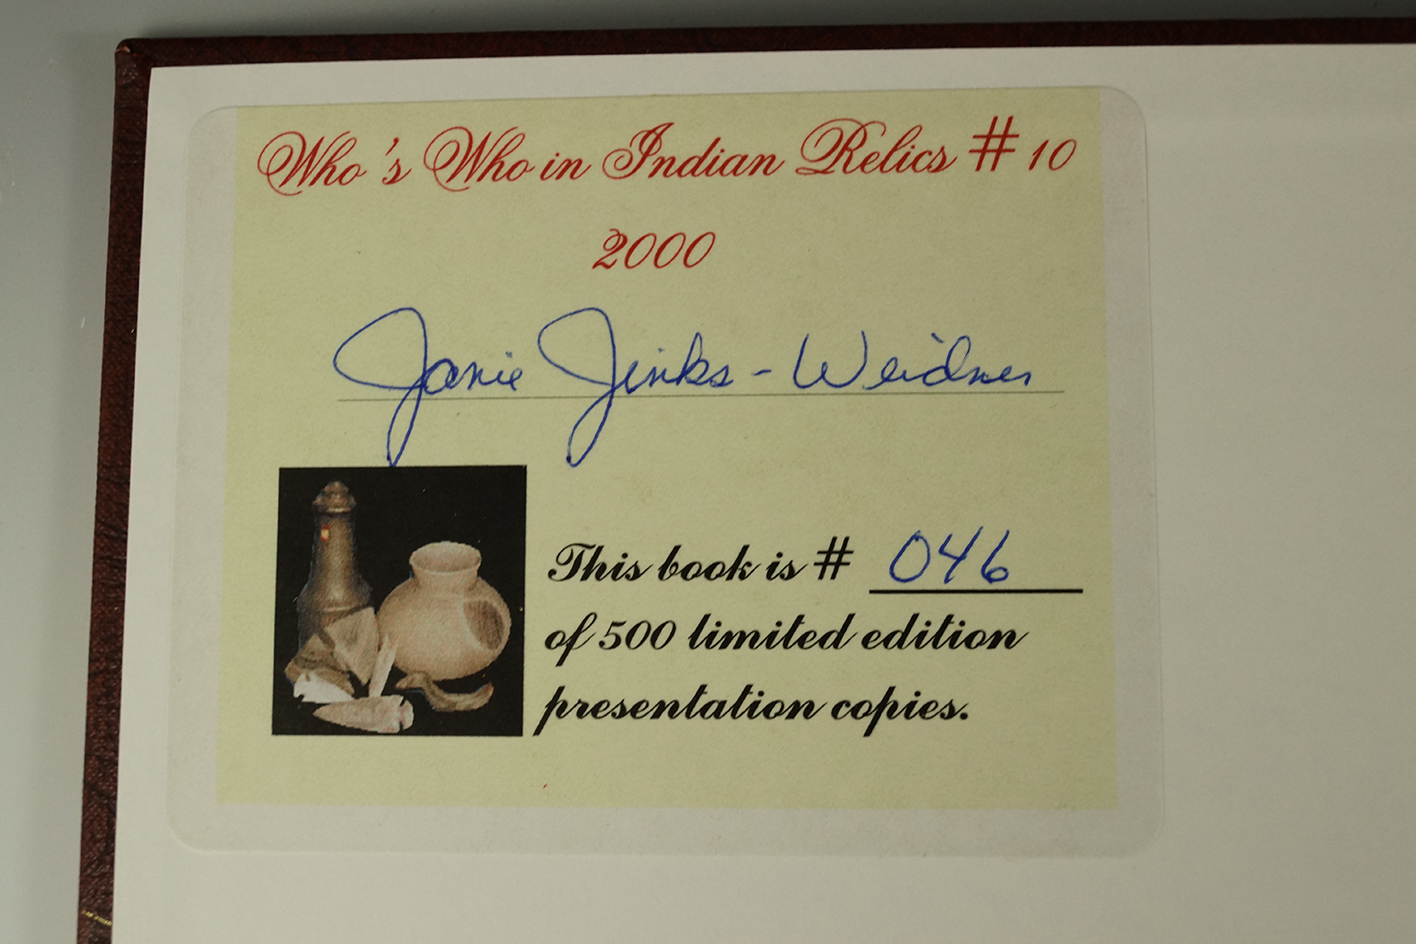 Who's Who in Indian Relics # 10
2000
Janie Jinks-Weidner
This book is # 046
of 500 limited edition
presentation copies.